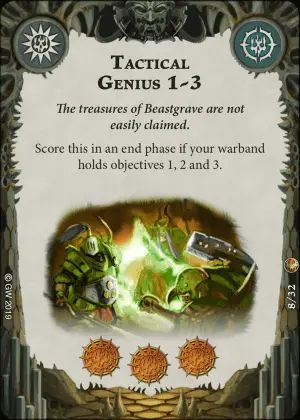 Tactical
Genius 1-3
The treasures of Beastgrave are not
easily claimed.
Score this in an end phase if your warband
holds objectives 1, 2 and 3.
© GW 2019
8/32